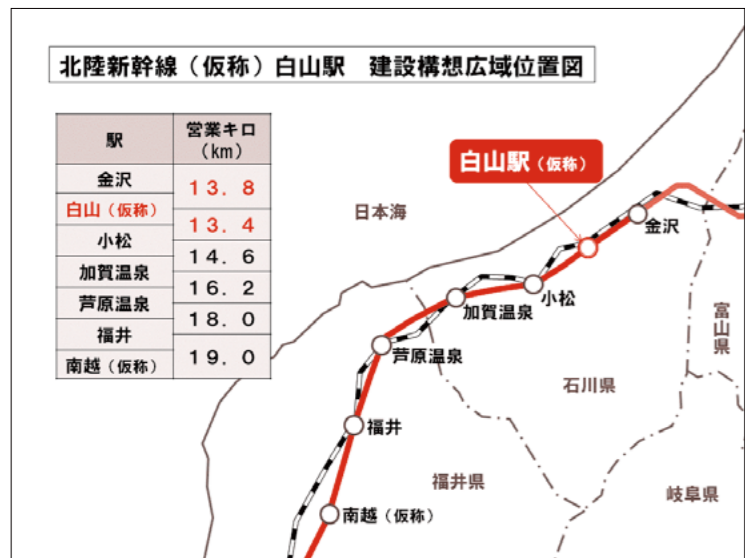 北陸新幹線（仮称）白山駅　建設構想広域位置図
駅
営業キロ
（km）
金沢
１３．８
白山（仮称）
１３．４
小松
１４．６
加賀温泉
１６．２
芦原温泉
１８．０
福井
１９．０
南越（仮称）
白山駅（仮称）
日本海
金沢
小松
加賀温泉
富山県
芦原温泉
石川県
福井
福井県
岐阜県
南越（仮称）